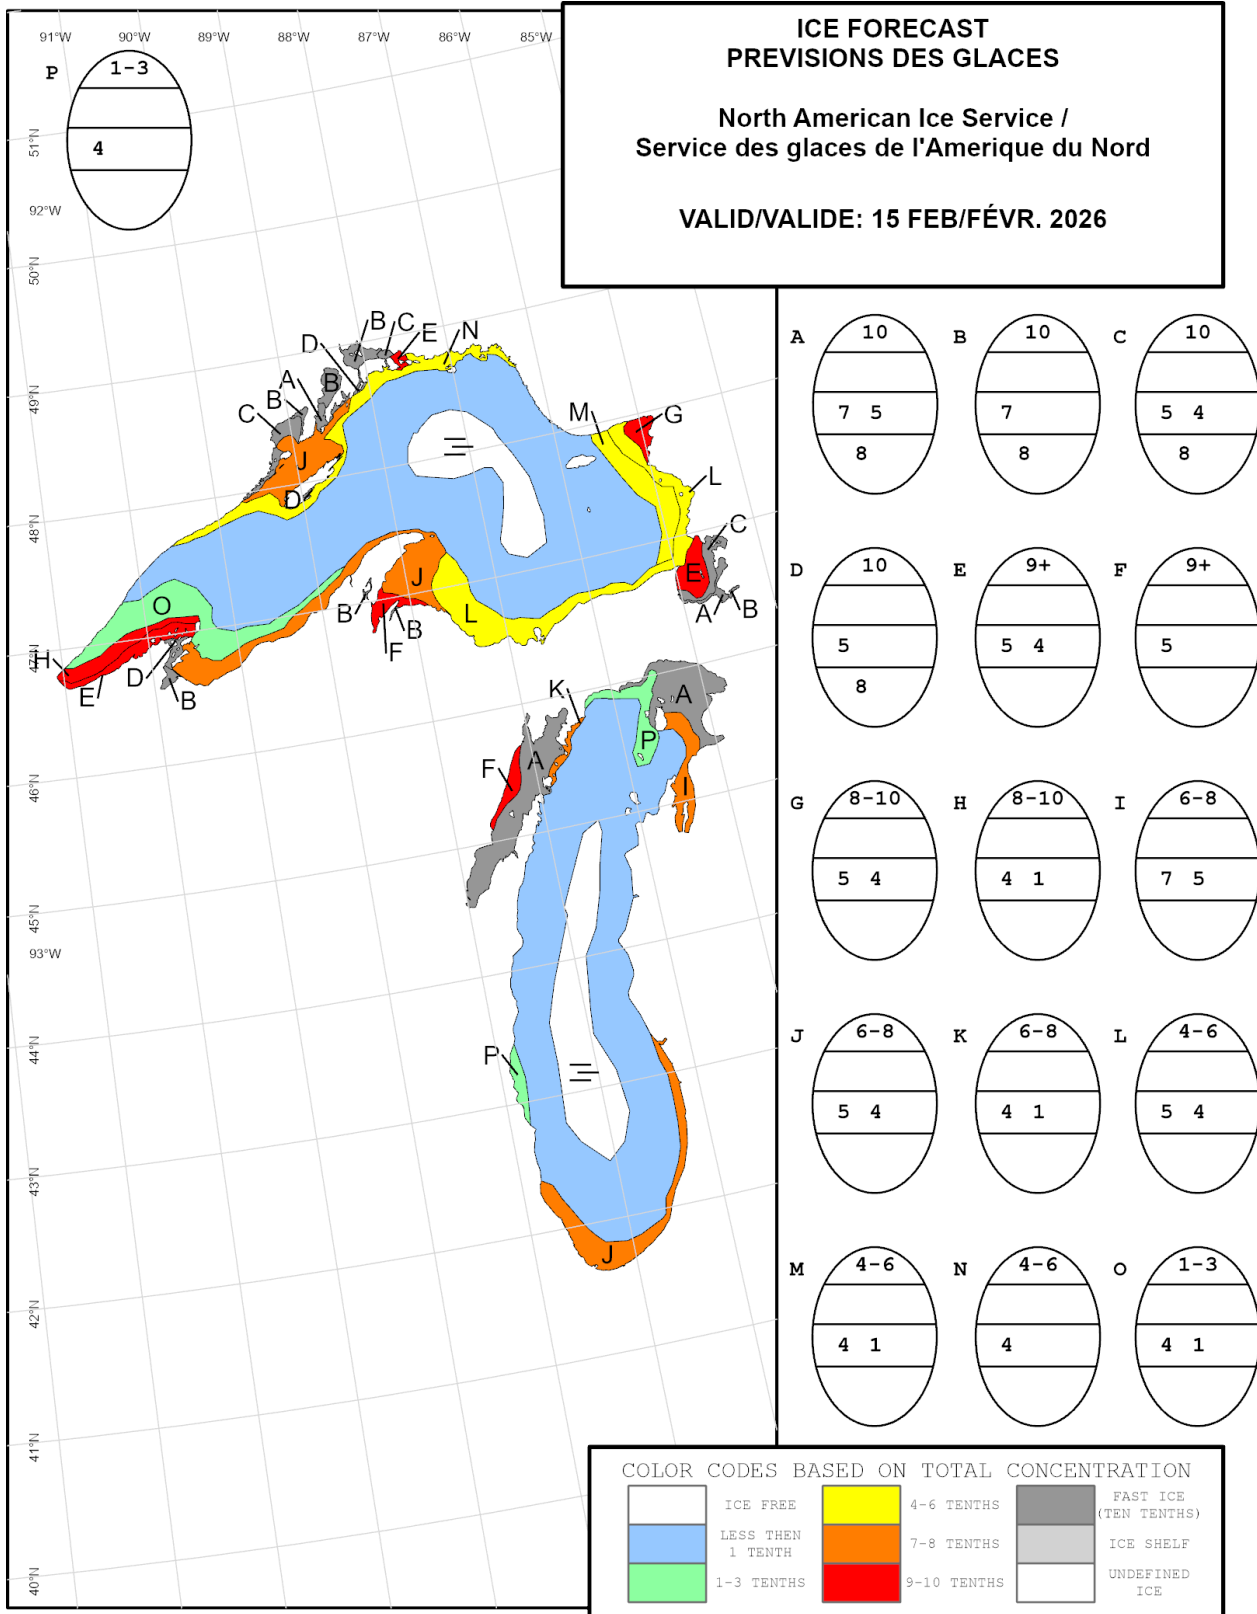 ICE FORECAST
PREVISIONS DES GLACES
North American Ice Service /
Service des glaces de l'Amerique du Nord
VALID/VALIDE: 15 FEB/FÉVR. 2026
91°W 90°W 89°W 88°W 87°W 86°W 85°W
P
1-3
4
51°N
92°W
50°N
49°N
48°N
47°N
46°N
45°N
93°W
44°N
43°N
42°N
41°N
40°N
B C E N
D
A
B B
C
M G
J
L
D
C
E
J
O B A B
L
B
H F
D
E B
K A
P
F A
I
P
J
A
10
7 5
8
B
10
7
8
C
10
5 4
8
D
10
5
8
E
9+
5 4
F
9+
5
G
8-10
5 4
H
8-10
4 1
I
6-8
7 5
J
6-8
5 4
K
6-8
4 1
L
4-6
5 4
M
4-6
4 1
N
4-6
4
O
1-3
4 1
COLOR CODES BASED ON TOTAL CONCENTRATION
ICE FREE
LESS THEN
1 TENTH
1-3 TENTHS
4-6 TENTHS
7-8 TENTHS
9-10 TENTHS
FAST ICE
(TEN TENTHS)
ICE SHELF
UNDEFINED
ICE